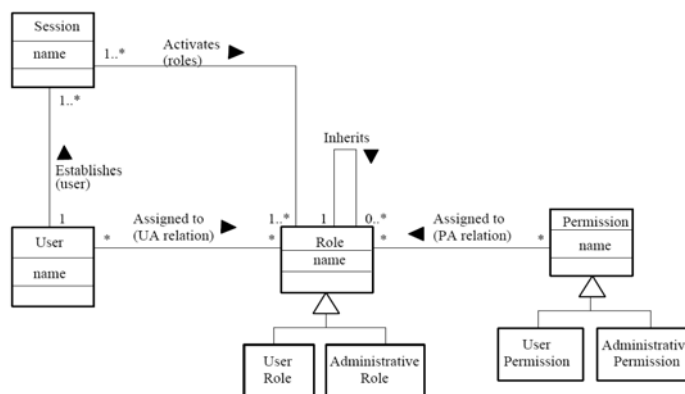 Session
name
1..*
Activates
(roles)
1..*
Inherits
Establishes
(user)
1
User
name
*
Assigned to
(UA relation)
1..*
*
1
0..*
*
Role
name
Assigned to
(PA relation)
*
Permission
name
User
Role
Administrative
Role
User
Permission
Administrative
Permission